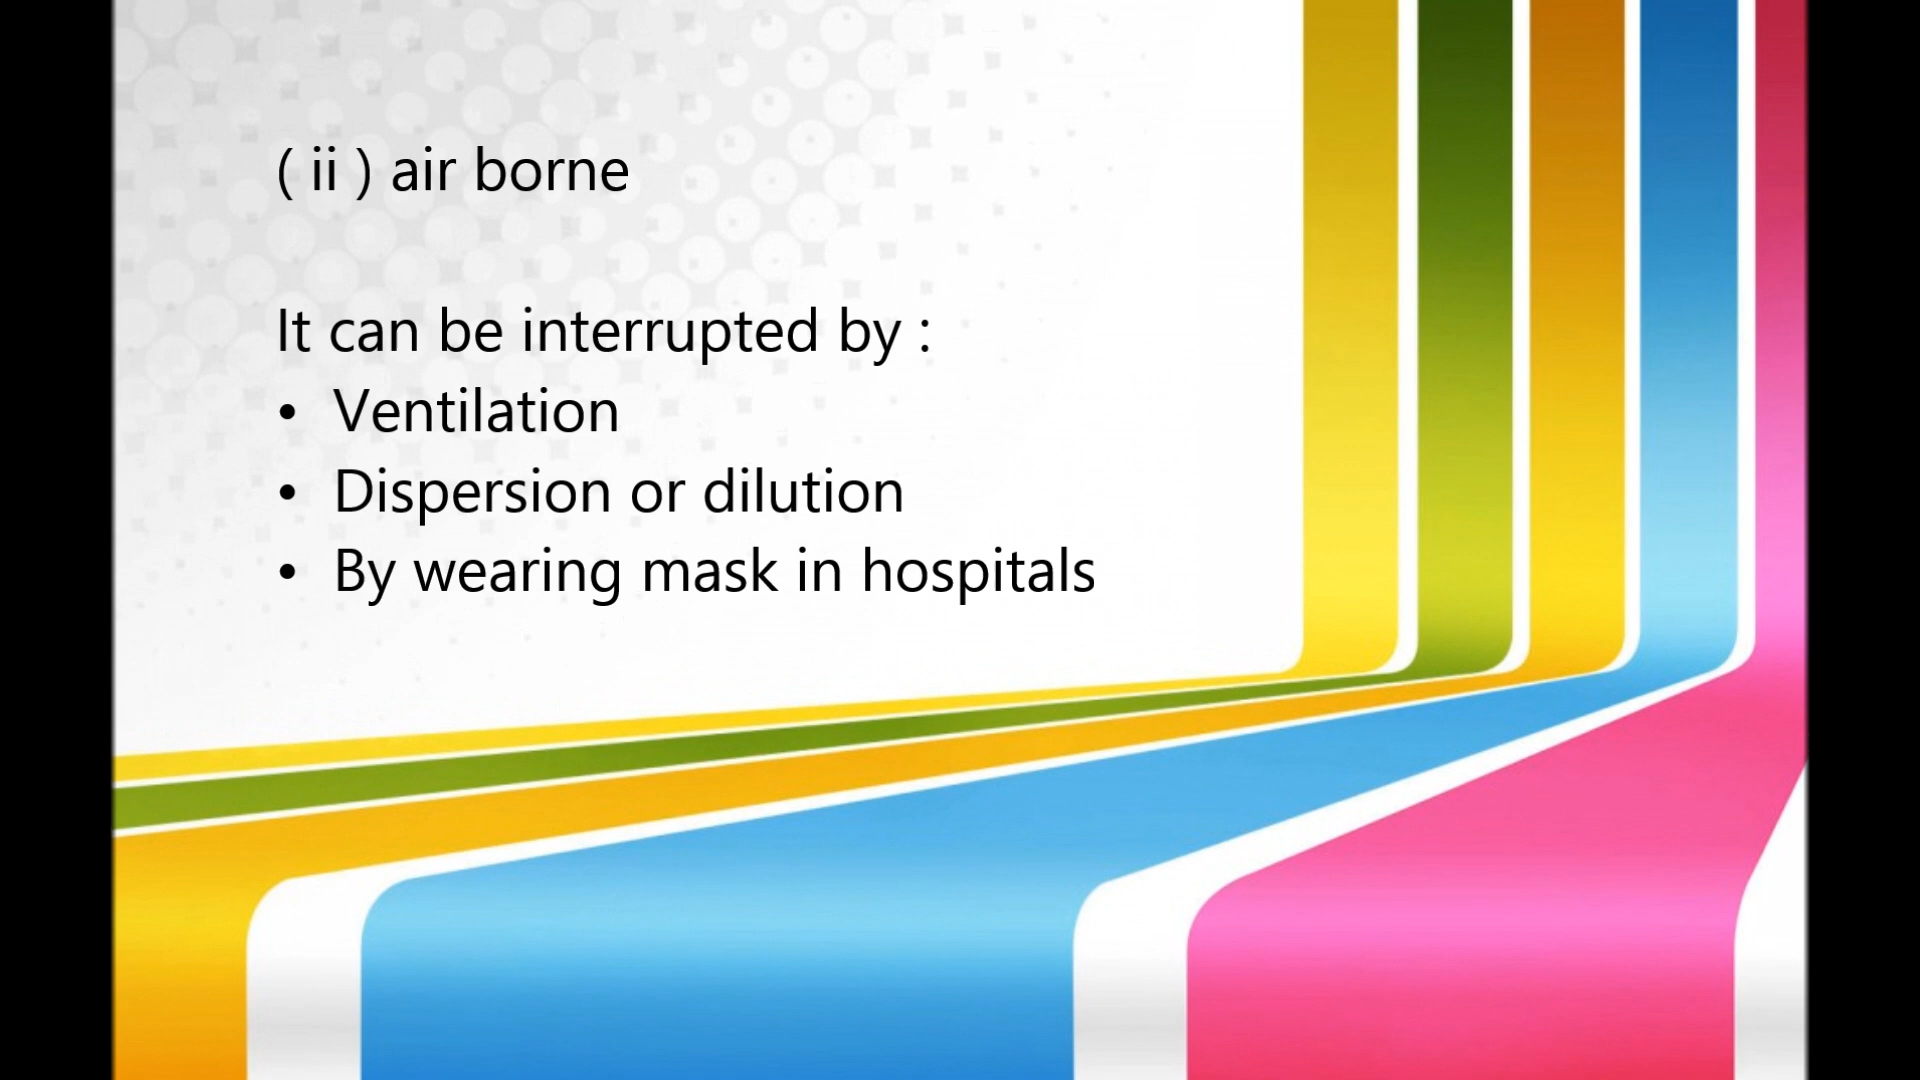 ( ii ) air borne
It can be interrupted by :
• Ventilation
• Dispersion or dilution
• By wearing mask in hospitals